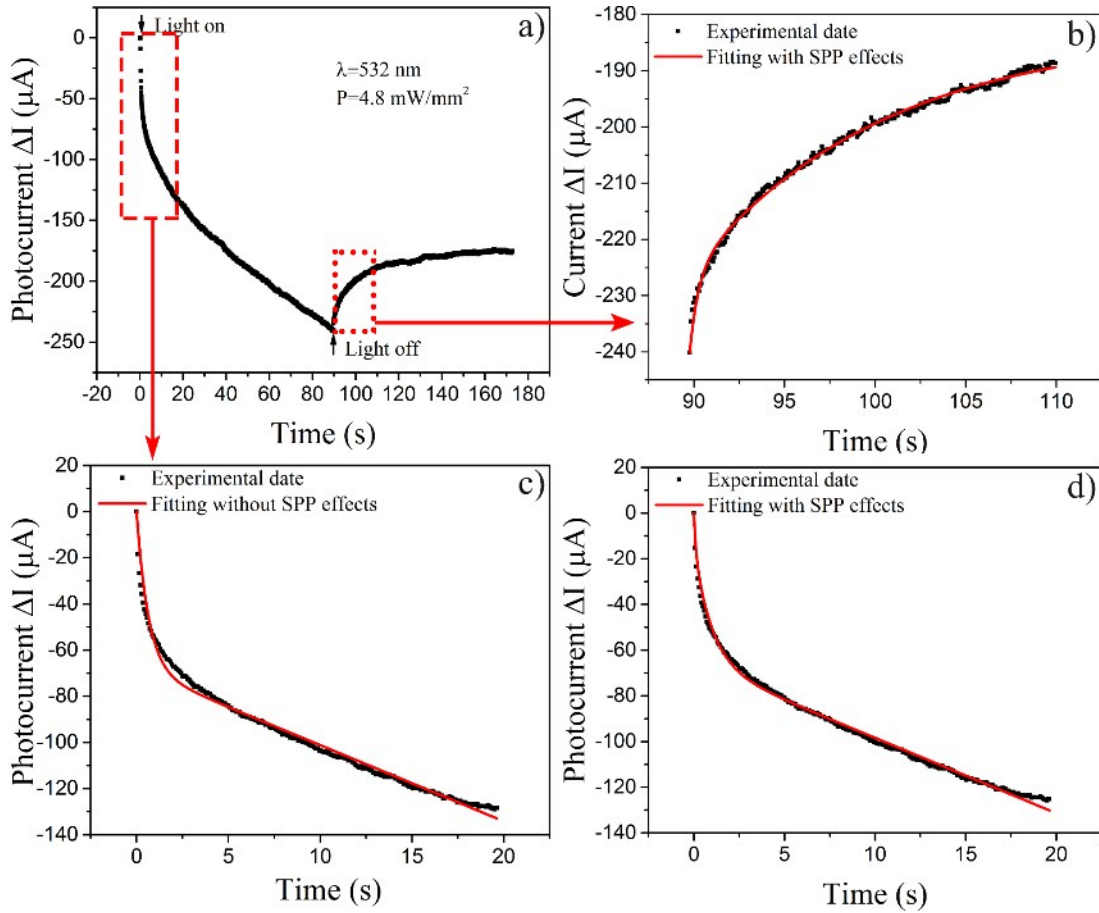 a)
Light on
λ=532 nm
P=4.8 mW/mm²
Light off
Photocurrent ΔI (μA)
0
-50
-100
-150
-200
-250
-20 0 20 40 60 80 100 120 140 160 180
Time (s)
b)
Experimental date
Fitting with SPP effects
Current ΔI (μA)
-180
-190
-200
-210
-220
-230
-240
90 95 100 105 110
Time (s)
c)
Experimental date
Fitting without SPP effects
Photocurrent ΔI (μA)
20
0
-20
-40
-60
-80
-100
-120
-140
0 5 10 15 20
Time (s)
d)
Experimental date
Fitting with SPP effects
Photocurrent ΔI (μA)
20
0
-20
-40
-60
-80
-100
-120
-140
0 5 10 15 20
Time (s)